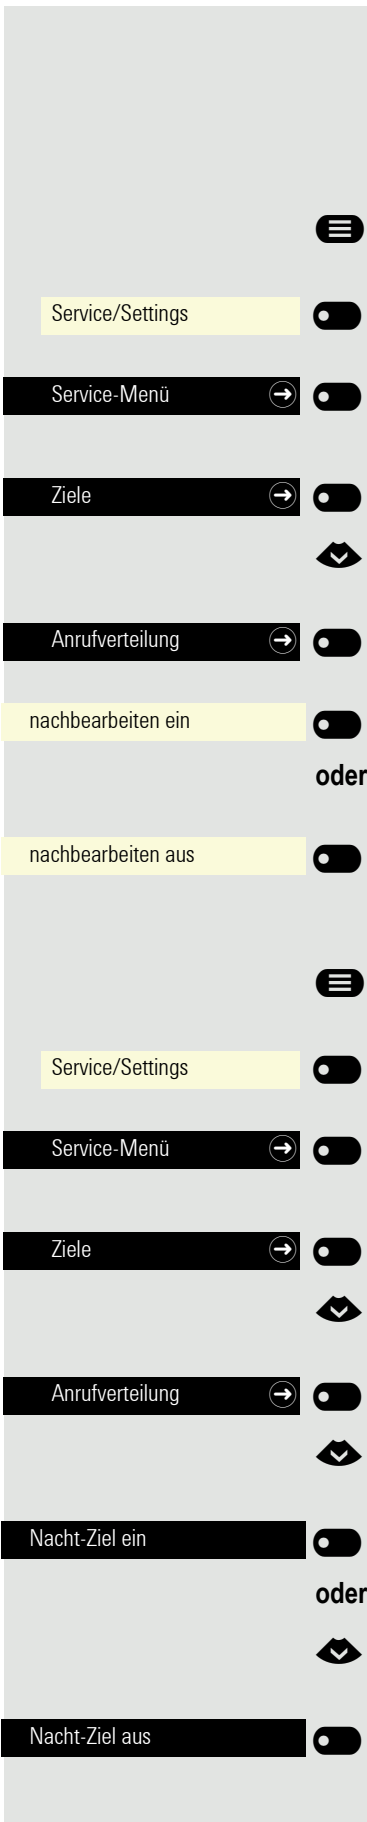 Service/Settings
Service-Menü
Ziele
Anrufverteilung
nachbearbeiten ein
oder
nachbearbeiten aus
Service/Settings
Service-Menü
Ziele
Anrufverteilung
Nacht-Ziel ein
oder
Nacht-Ziel aus